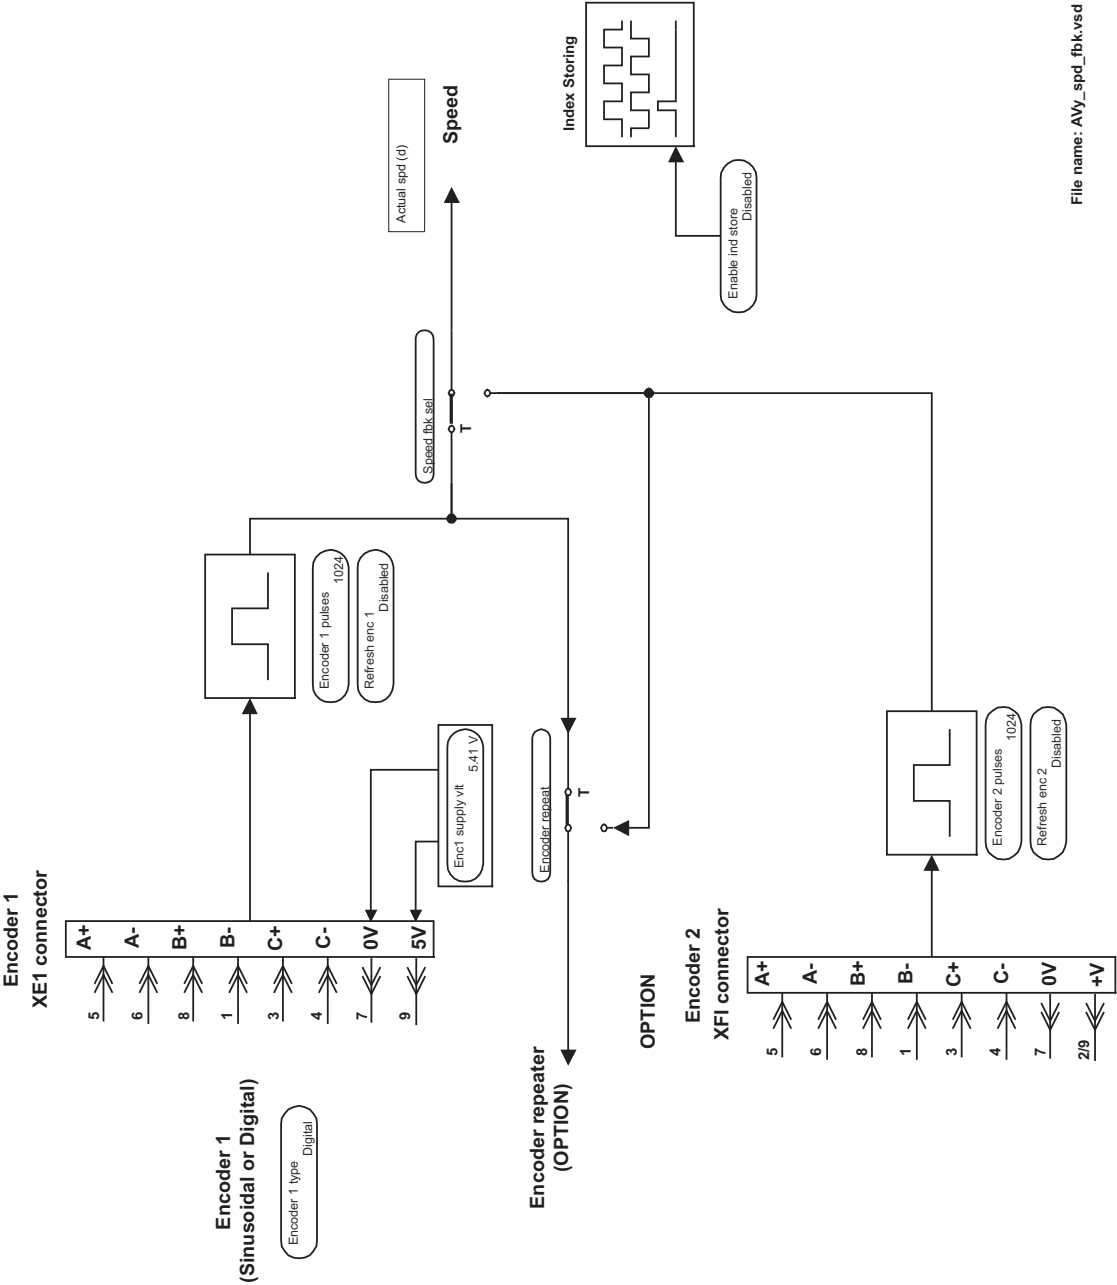 Encoder 1
(Sinusoidal or Digital)
Encoder 1 type
Digital
Encoder 1
XE1 connector
5
A+
6
A-
8
B+
1
B-
3
C+
4
C-
7
0V
9
5V
Encoder 1 pulses
1024
Refresh enc 1
Disabled
Enc1 supply vlt
5.41 V
Speed fbk sel
T
Actual spd (d)
Speed
Encoder repeat
T
Encoder repeater
(OPTION)
Index Storing
Enable ind store
Disabled
OPTION
Encoder 2
XFI connector
5
A+
6
A-
8
B+
1
B-
3
C+
4
C-
7
0V
2/9
+V
Encoder 2 pulses
1024
Refresh enc 2
Disabled
File name: AVy_spd_fbk.vsd